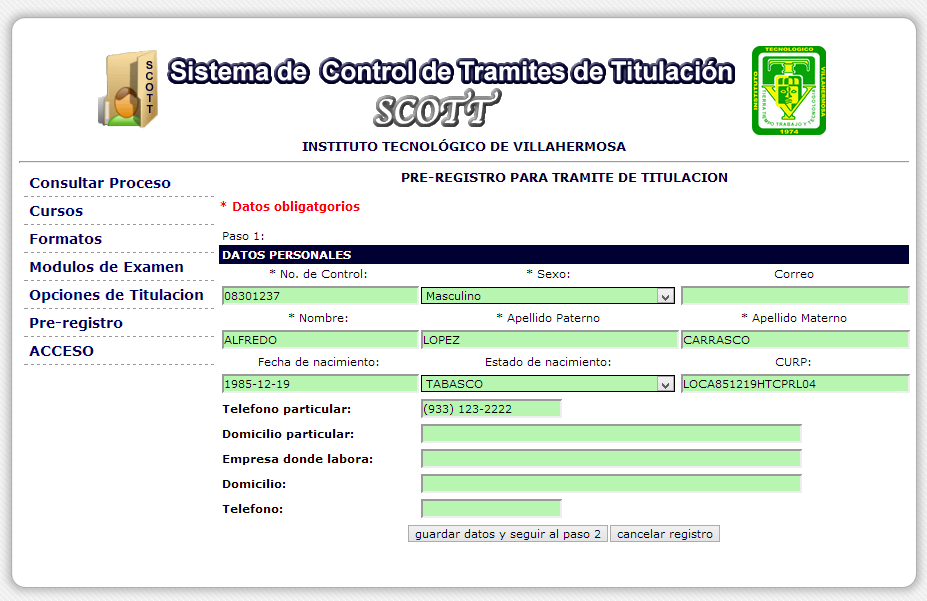 SCOTT
Sistema de Control de Tramites de Titulación
SCOTT
TECNOLOGICO
INSTITUTO
VILLAHERMOSA
1974
INSTITUTO TECNOLÓGICO DE VILLAHERMOSA
Consultar Proceso
Cursos
Formatos
Modulos de Examen
Opciones de Titulacion
Pre-registro
ACCESO
PRE-REGISTRO PARA TRAMITE DE TITULACION
* Datos obligatgorios
Paso 1:
DATOS PERSONALES
* No. de Control: * Sexo: Correo
08301237 Masculino
* Nombre: * Apellido Paterno * Apellido Materno
ALFREDO LOPEZ CARRASCO
Fecha de nacimiento: Estado de nacimiento: CURP:
1985-12-19 TABASCO LOCA851219HTCPRL04
Telefono particular: (933) 123-2222
Domicilio particular:
Empresa donde labora:
Domicilio:
Telefono:
guardar datos y seguir al paso 2 cancelar registro